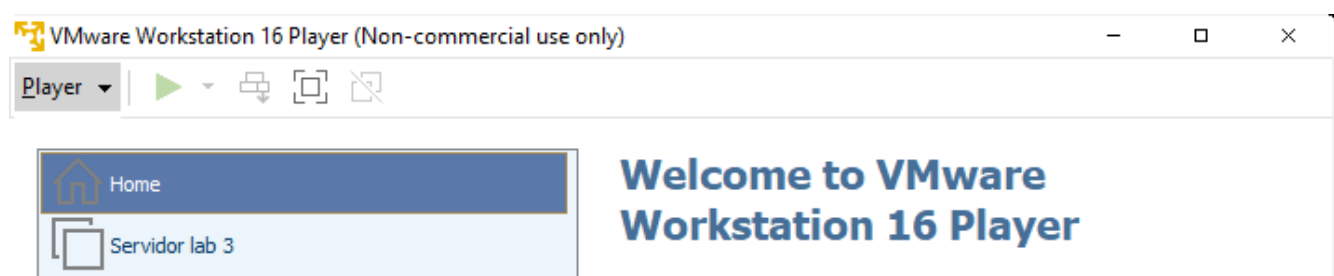 VMware Workstation 16 Player (Non-commercial use only)
Player
Home
Servidor lab 3
Welcome to VMware
Workstation 16 Player